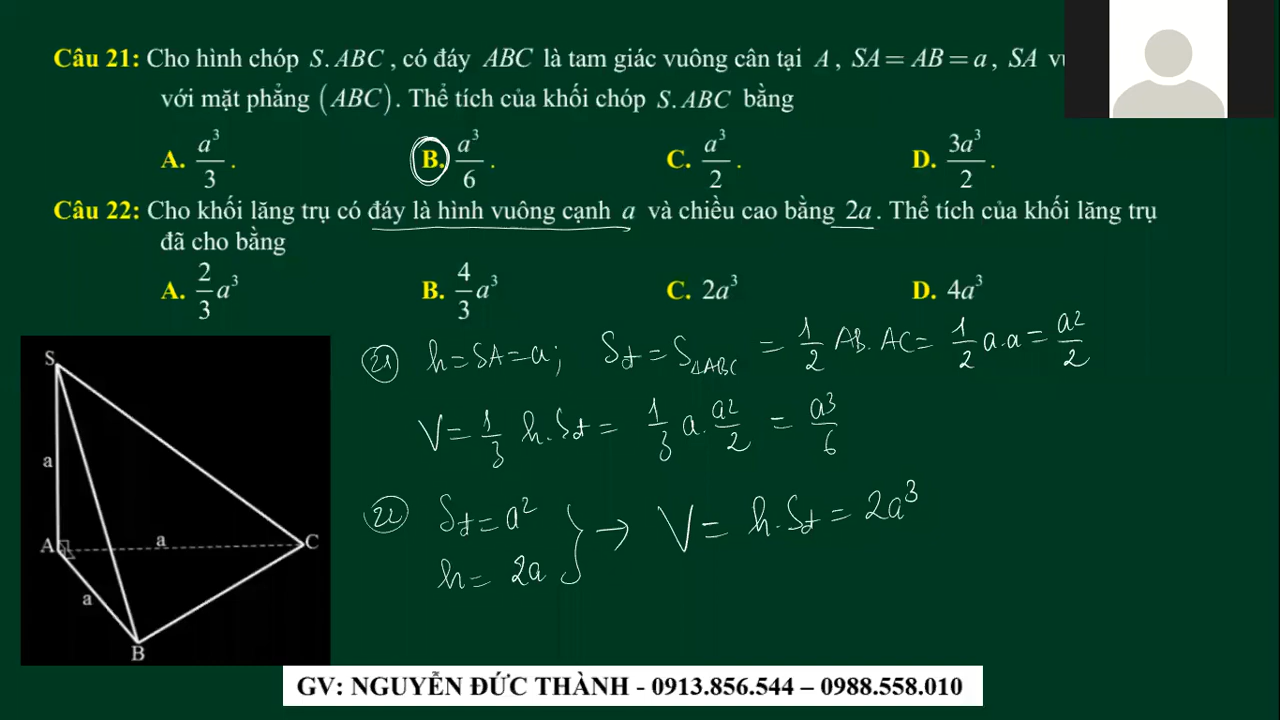 Câu 21: Cho hình chóp S.ABC , có đáy ABC là tam giác vuông cân tại A , SA = AB = a , SA
với mặt phẳng (ABC). Thể tích của khối chóp S.ABC bằng
A. a³/3 . B. a³/6 . C. a³/2 . D. 3a³/2 .
Câu 22: Cho khối lăng trụ có đáy là hình vuông cạnh a và chiều cao bằng 2a . Thể tích của khối lăng trụ
đã cho bằng
A. 2/3 a³ B. 4/3 a³ C. 2a³ D. 4a³
21 h = SA = a ; Sđ = S△ABC = 1/2 AB. AC = 1/2 a.a = a²/2
V = 1/3 h.Sđ = 1/3 a. a²/2 = a³/6
22 Sđ = a²
h = 2a } → V = h.Sđ = 2a³
S
a
A a C
a
B
GV: NGUYỄN ĐỨC THÀNH - 0913.856.544 – 0988.558.010